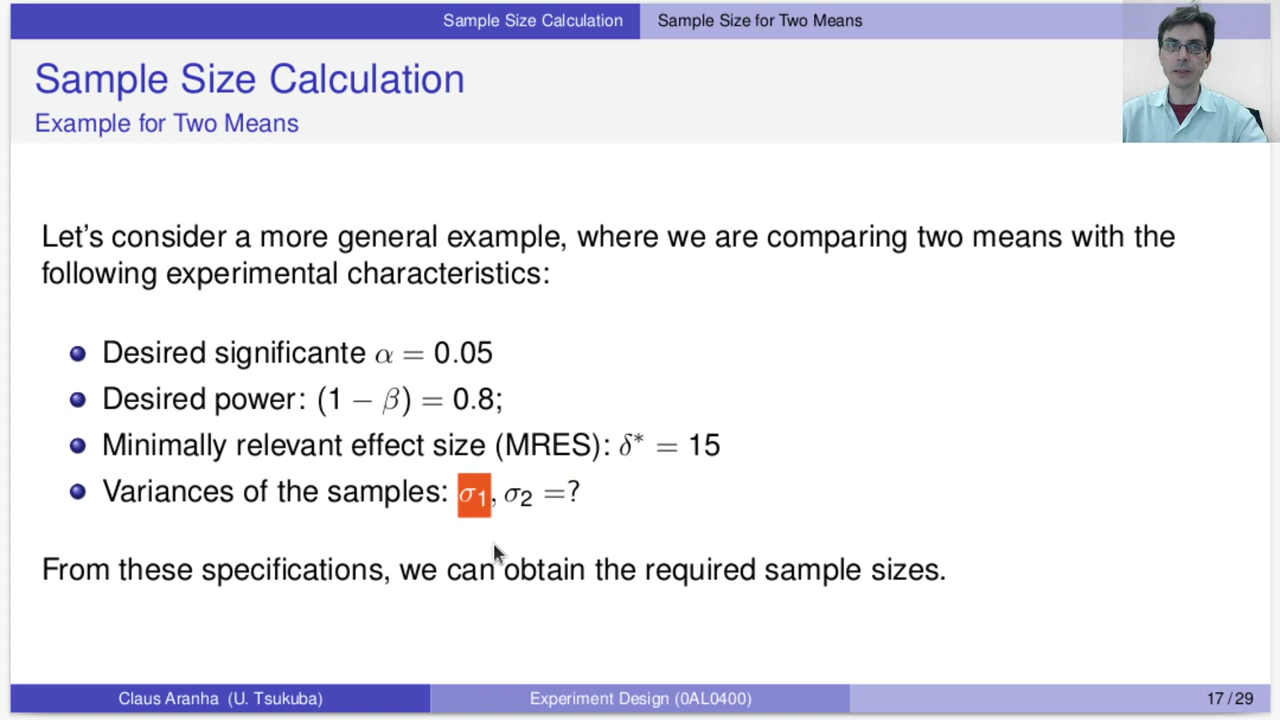 Sample Size Calculation Sample Size for Two Means
Sample Size Calculation
Example for Two Means
Let's consider a more general example, where we are comparing two means with the
following experimental characteristics:
Desired significante α = 0.05
Desired power: (1 − β) = 0.8;
Minimally relevant effect size (MRES): δ* = 15
Variances of the samples: σ₁, σ₂ =?
From these specifications, we can obtain the required sample sizes.
Claus Aranha (U. Tsukuba) Experiment Design (0AL0400) 17 / 29